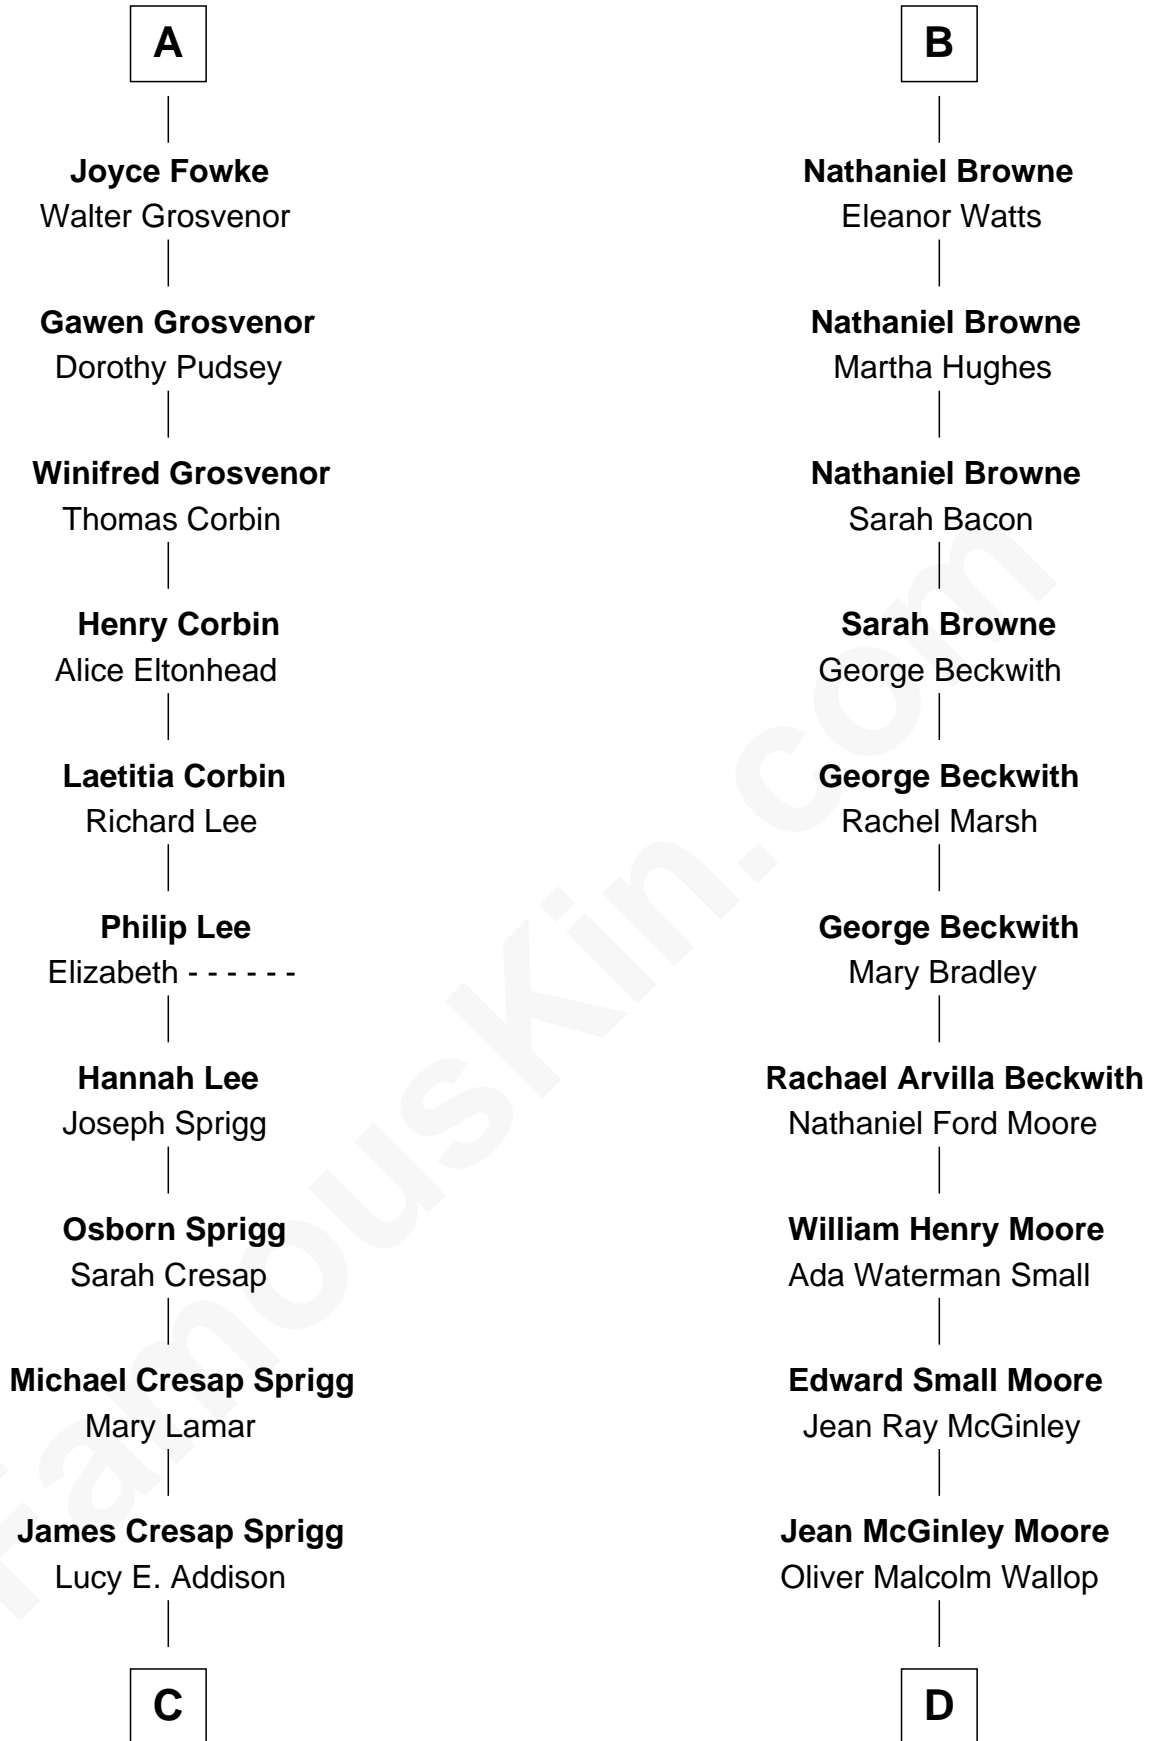 A
Joyce Fowke
Walter Grosvenor
Gawen Grosvenor
Dorothy Pudsey
Winifred Grosvenor
Thomas Corbin
Henry Corbin
Alice Eltonhead
Laetitia Corbin
Richard Lee
Philip Lee
Elizabeth - - - - - -
Hannah Lee
Joseph Sprigg
Osborn Sprigg
Sarah Cresap
Michael Cresap Sprigg
Mary Lamar
James Cresap Sprigg
Lucy E. Addison
C
B
Nathaniel Browne
Eleanor Watts
Nathaniel Browne
Martha Hughes
Nathaniel Browne
Sarah Bacon
Sarah Browne
George Beckwith
George Beckwith
Rachel Marsh
George Beckwith
Mary Bradley
Rachael Arvilla Beckwith
Nathaniel Ford Moore
William Henry Moore
Ada Waterman Small
Edward Small Moore
Jean Ray McGinley
Jean McGinley Moore
Oliver Malcolm Wallop
D
FamousKin.com